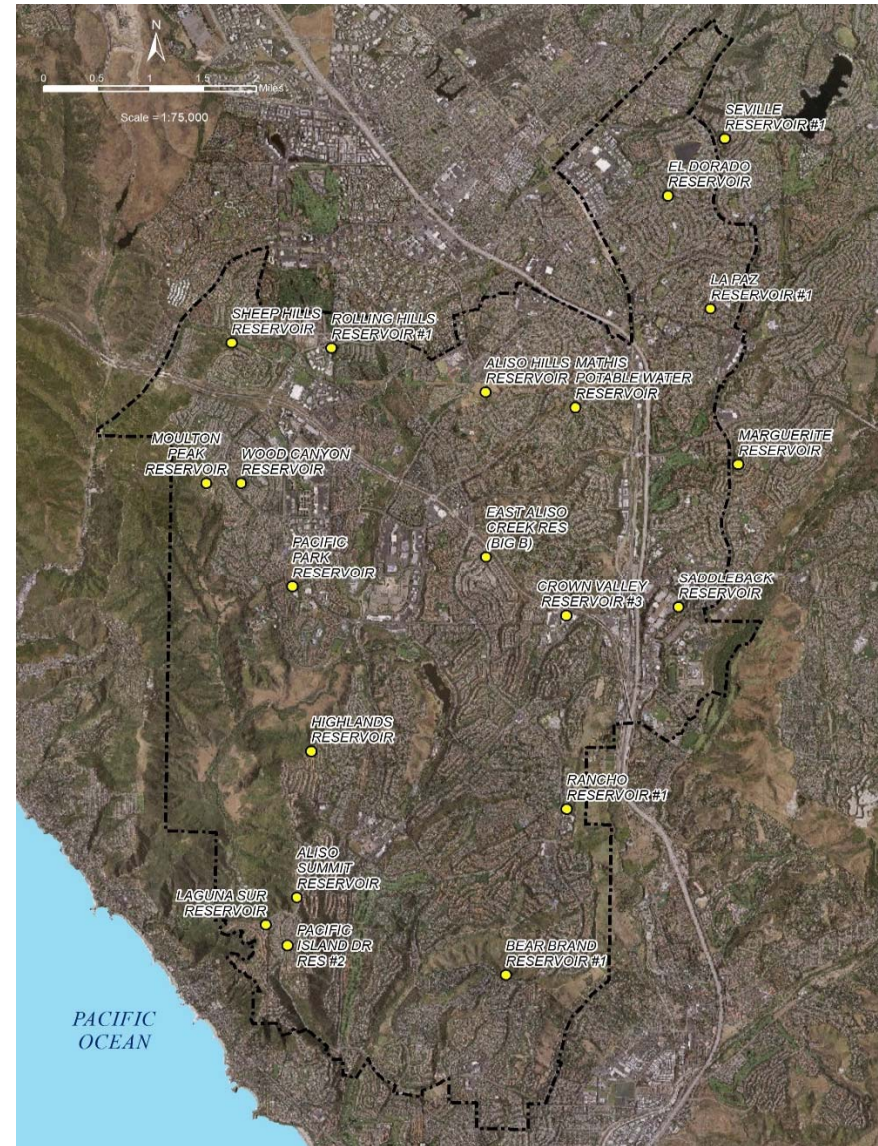 N
0 0.5 1 2
Miles
Scale = 1:75,000
SEVILLE
RESERVOIR #1
EL DORADO
RESERVOIR
LA PAZ
RESERVOIR #1
SHEEP HILLS
RESERVOIR
ROLLING HILLS
RESERVOIR #1
ALISO HILLS
RESERVOIR
MATHIS
POTABLE WATER
RESERVOIR
MOULTON
PEAK
RESERVOIR
WOOD CANYON
RESERVOIR
MARGUERITE
RESERVOIR
EAST ALISO
CREEK RES
(BIG B)
PACIFIC
PARK
RESERVOIR
CROWN VALLEY
RESERVOIR #3
SADDLEBACK
RESERVOIR
HIGHLANDS
RESERVOIR
RANCHO
RESERVOIR #1
ALISO
SUMMIT
RESERVOIR
LAGUNA SUR
RESERVOIR
PACIFIC
ISLAND DR
RES #2
BEAR BRAND
RESERVOIR #1
PACIFIC
OCEAN